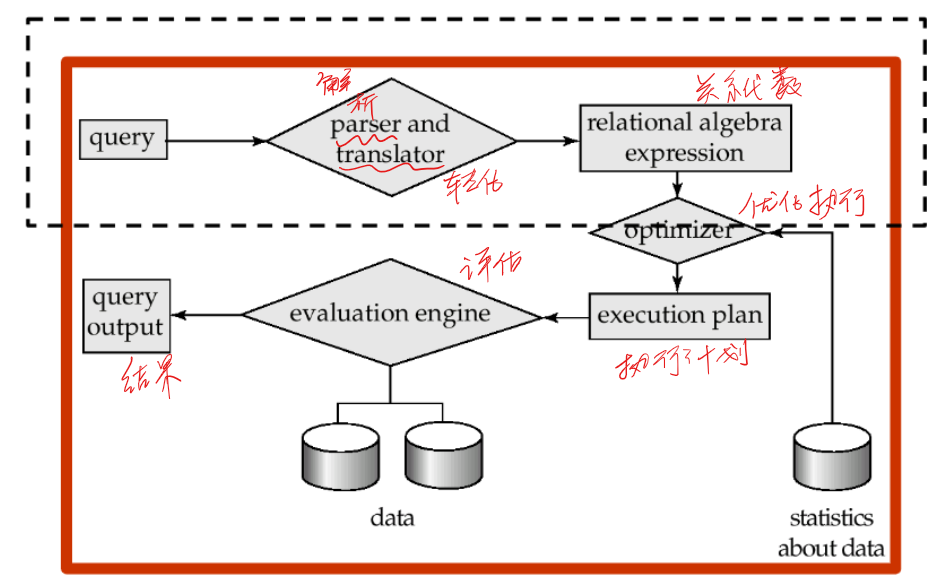 解
析
关系代数
query
parser and
translator
relational algebra
expression
转化
优化执行
optimizer
评估
query
output
evaluation engine
execution plan
结果
执行计划
data
statistics
about data